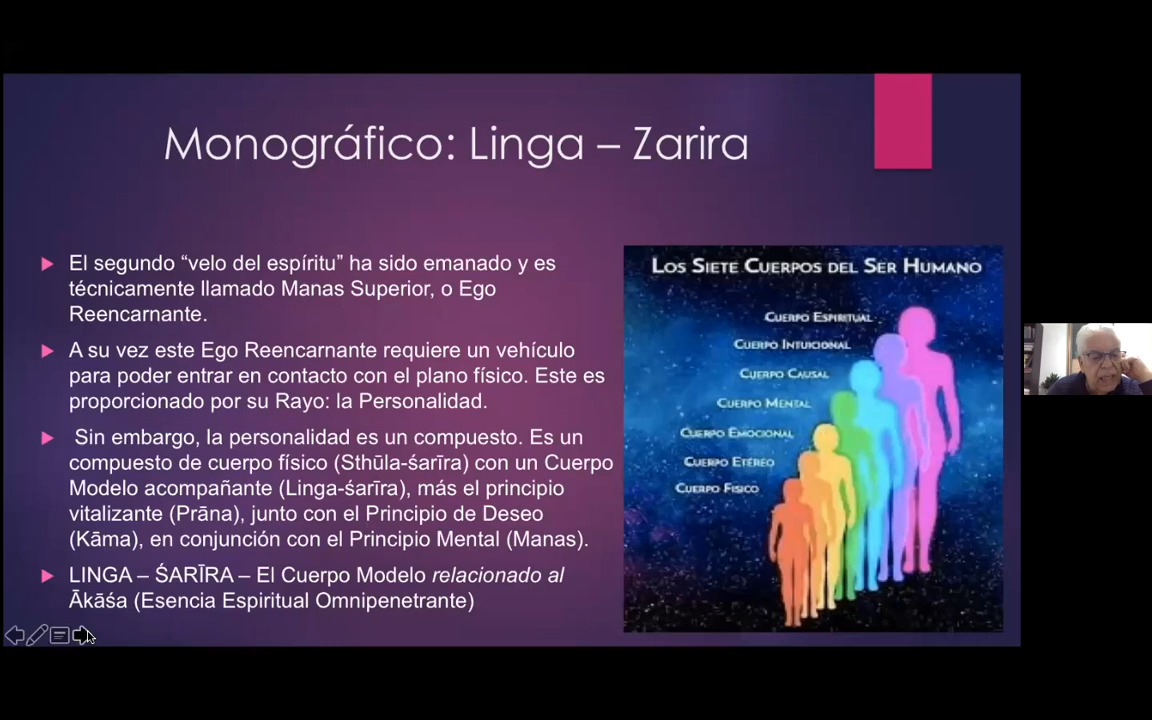 Monográfico: Linga – Zarira
El segundo “velo del espíritu” ha sido emanado y es
técnicamente llamado Manas Superior, o Ego
Reencarnante.
A su vez este Ego Reencarnante requiere un vehículo
para poder entrar en contacto con el plano físico. Este es
proporcionado por su Rayo: la Personalidad.
Sin embargo, la personalidad es un compuesto. Es un
compuesto de cuerpo físico (Sthūla-śarīra) con un Cuerpo
Modelo acompañante (Linga-śarīra), más el principio
vitalizante (Prāna), junto con el Principio de Deseo
(Kāma), en conjunción con el Principio Mental (Manas).
LINGA – ŚARĪRA – El Cuerpo Modelo relacionado al
Ākāśa (Esencia Espiritual Omnipenetrante)
LOS SIETE CUERPOS DEL SER HUMANO
CUERPO ESPIRITUAL
CUERPO INTUICIONAL
CUERPO CAUSAL
CUERPO MENTAL
CUERPO EMOCIONAL
CUERPO ETÉREO
CUERPO FISICO